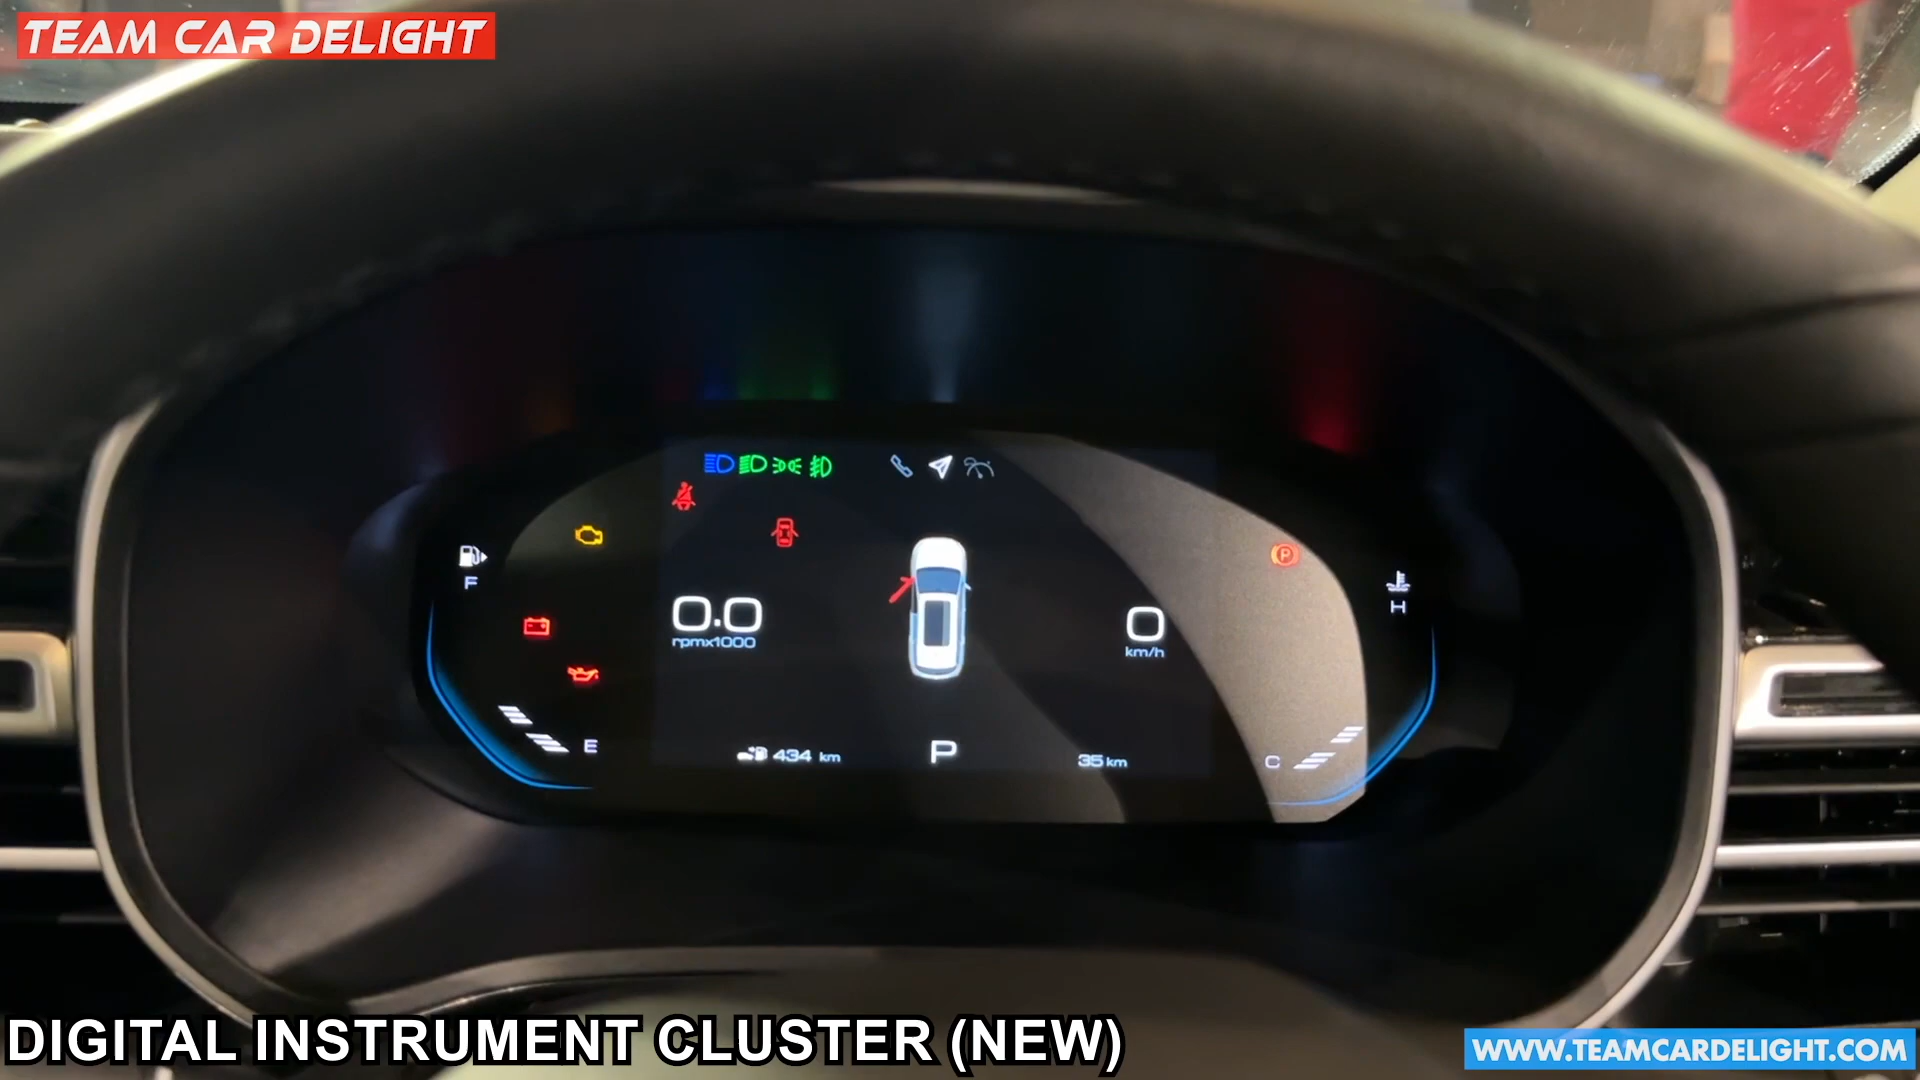 TEAM CAR DELIGHT
F
H
0.0
rpmx1000
0
km/h
E
434 km
P
35 km
C
DIGITAL INSTRUMENT CLUSTER (NEW)
WWW.TEAMCARDELIGHT.COM